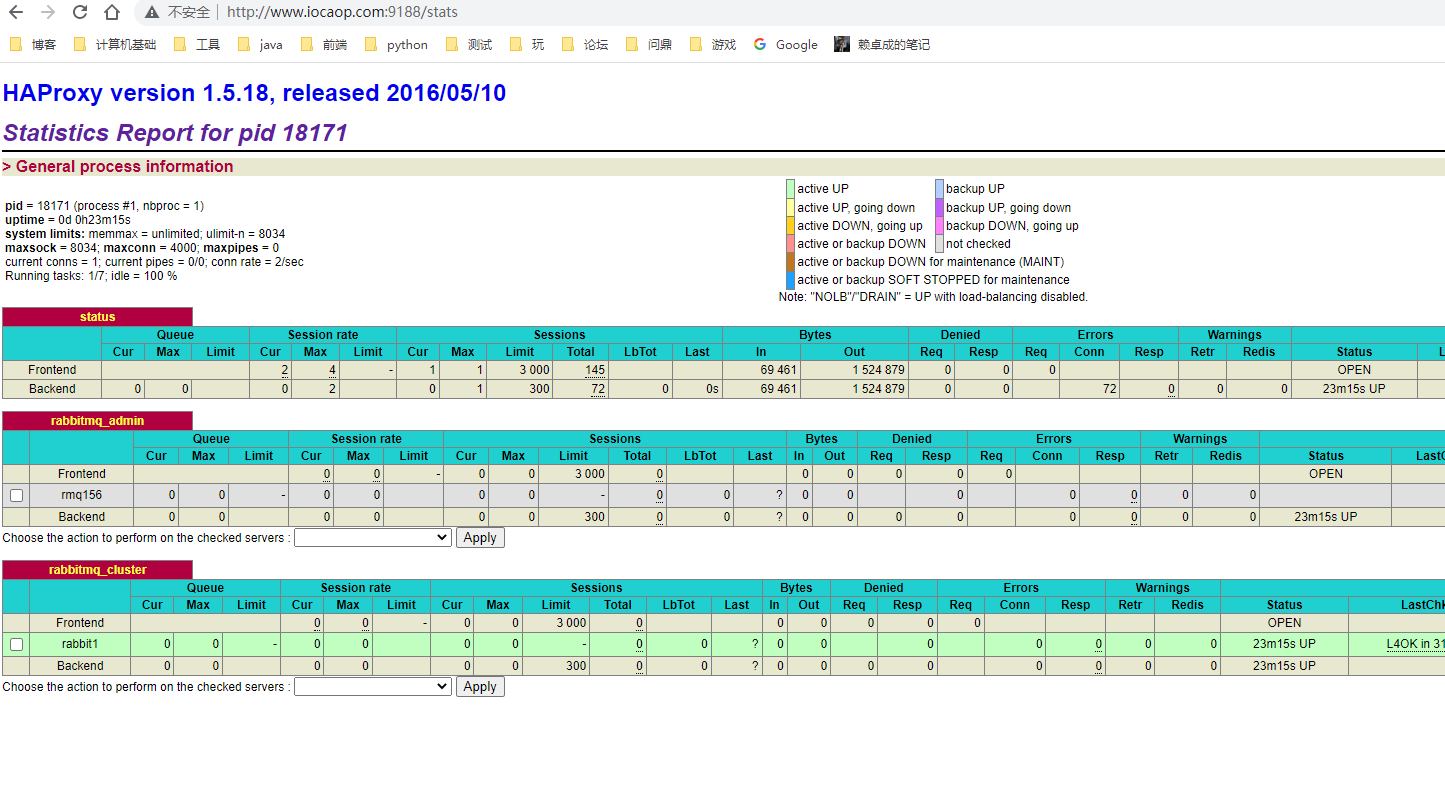 不安全 | http://www.iocaop.com:9188/stats
博客 计算机基础 工具 java 前端 python 测试 玩 论坛 问鼎 游戏 Google 赖卓成的笔记
HAProxy version 1.5.18, released 2016/05/10
Statistics Report for pid 18171
> General process information
pid = 18171 (process #1, nbproc = 1)
uptime = 0d 0h23m15s
system limits: memmax = unlimited; ulimit-n = 8034
maxsock = 8034; maxconn = 4000; maxpipes = 0
current conns = 1; current pipes = 0/0; conn rate = 2/sec
Running tasks: 1/7; idle = 100 %
active UP backup UP
active UP, going down backup UP, going down
active DOWN, going up backup DOWN, going up
active or backup DOWN not checked
active or backup DOWN for maintenance (MAINT)
active or backup SOFT STOPPED for maintenance
Note: "NOLB"/"DRAIN" = UP with load-balancing disabled.
status
Queue Session rate Sessions Bytes Denied Errors Warnings
Cur Max Limit Cur Max Limit Cur Max Limit Total LbTot Last In Out Req Resp Req Conn Resp Retr Redis Status L
Frontend 2 4 - 1 1 3 000 145 69 461 1 524 879 0 0 0 OPEN
Backend 0 0 0 2 0 1 300 72 0 0s 69 461 1 524 879 0 0 72 0 0 0 23m15s UP
rabbitmq_admin
Queue Session rate Sessions Bytes Denied Errors Warnings
Cur Max Limit Cur Max Limit Cur Max Limit Total LbTot Last In Out Req Resp Req Conn Resp Retr Redis Status LastC
Frontend 0 0 - 0 0 3 000 0 0 0 0 0 0 OPEN
rmq156 0 0 - 0 0 0 0 - 0 0 ? 0 0 0 0 0 0 0
Backend 0 0 0 0 0 0 300 0 0 ? 0 0 0 0 0 0 0 0 23m15s UP
Choose the action to perform on the checked servers : Apply
rabbitmq_cluster
Queue Session rate Sessions Bytes Denied Errors Warnings
Cur Max Limit Cur Max Limit Cur Max Limit Total LbTot Last In Out Req Resp Req Conn Resp Retr Redis Status LastChk
Frontend 0 0 - 0 0 3 000 0 0 0 0 0 0 OPEN
rabbit1 0 0 - 0 0 0 0 - 0 0 ? 0 0 0 0 0 0 0 23m15s UP L4OK in 31
Backend 0 0 0 0 0 0 300 0 0 ? 0 0 0 0 0 0 0 0 23m15s UP
Choose the action to perform on the checked servers : Apply